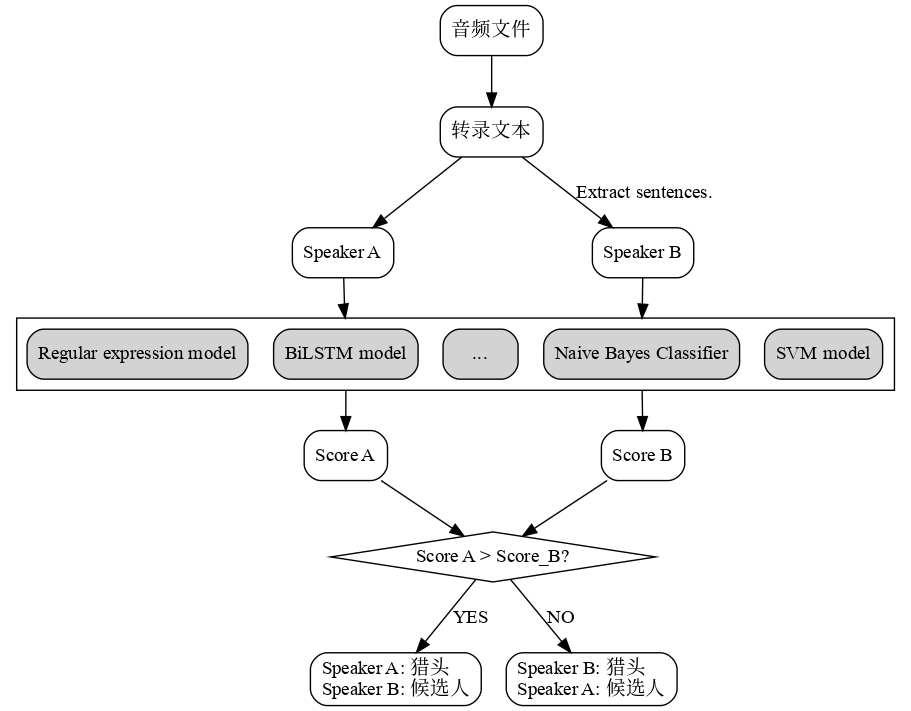 音频文件
转录文本
Extract sentences.
Speaker A
Speaker B
Regular expression model
BiLSTM model
...
Naive Bayes Classifier
SVM model
Score A
Score B
Score A > Score_B?
YES
NO
Speaker A: 猎头
Speaker B: 候选人
Speaker B: 猎头
Speaker A: 候选人